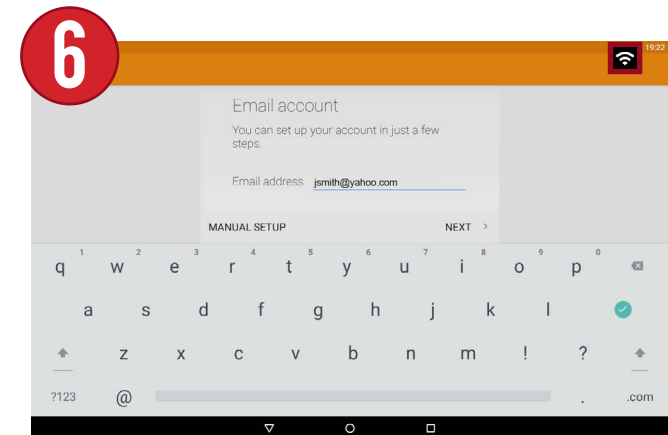 6
19:22
Email account
You can set up your account in just a few
steps.
Email address jsmith@yahoo.com
MANUAL SETUP NEXT >
q 1 w 2 e 3 r 4 t 5 y 6 u 7 i 8 o 9 p 0
a s d f g h j k l
z x c v b n m ! ?
?123 @ . .com